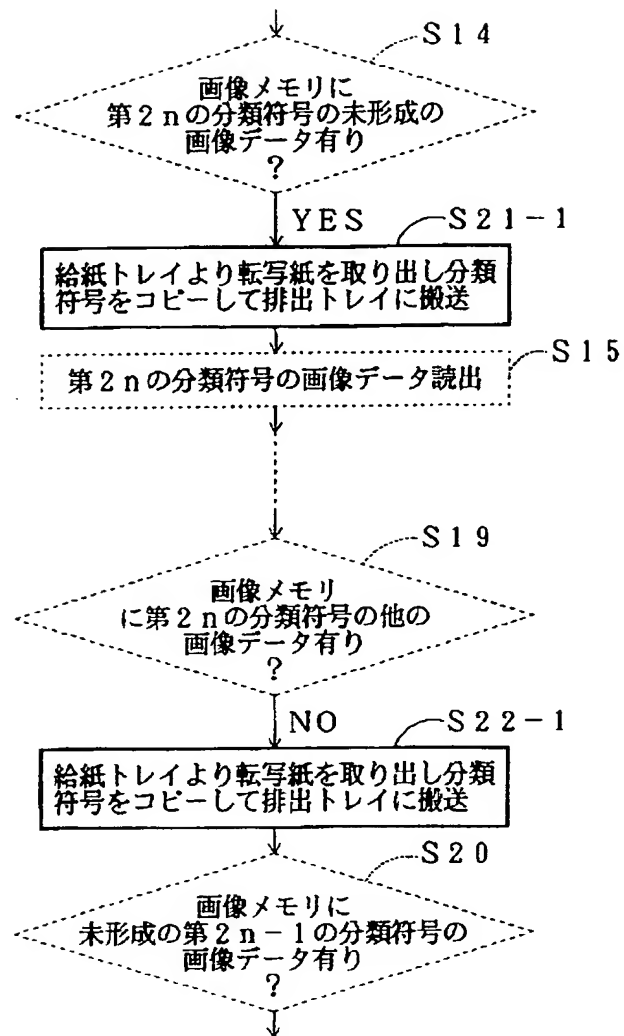 S14
画像メモリに
第2nの分類符号の未形成の
画像データ有り
?
YES
S21-1
給紙トレイより転写紙を取り出し分類
符号をコピーして排出トレイに搬送
S15
第2nの分類符号の画像データ読出
S19
画像メモリ
に第2nの分類符号の他の
画像データ有り
?
NO
S22-1
給紙トレイより転写紙を取り出し分類
符号をコピーして排出トレイに搬送
S20
画像メモリに
未形成の第2n-1の分類符号の
画像データ有り
?